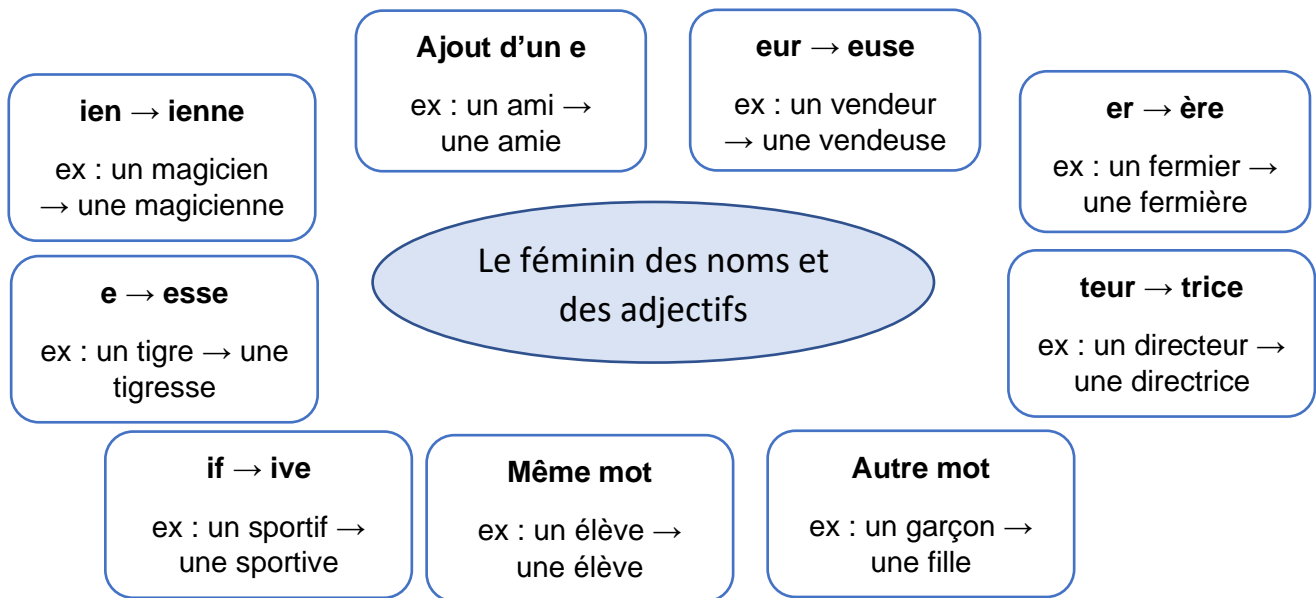 Ajout d’un e
ex : un ami →
une amie
eur → euse
ex : un vendeur
→ une vendeuse
ien → ienne
ex : un magicien
→ une magicienne
er → ère
ex : un fermier →
une fermière
Le féminin des noms et
des adjectifs
e → esse
ex : un tigre → une
tigresse
teur → trice
ex : un directeur →
une directrice
if → ive
ex : un sportif →
une sportive
Même mot
ex : un élève →
une élève
Autre mot
ex : un garçon →
une fille